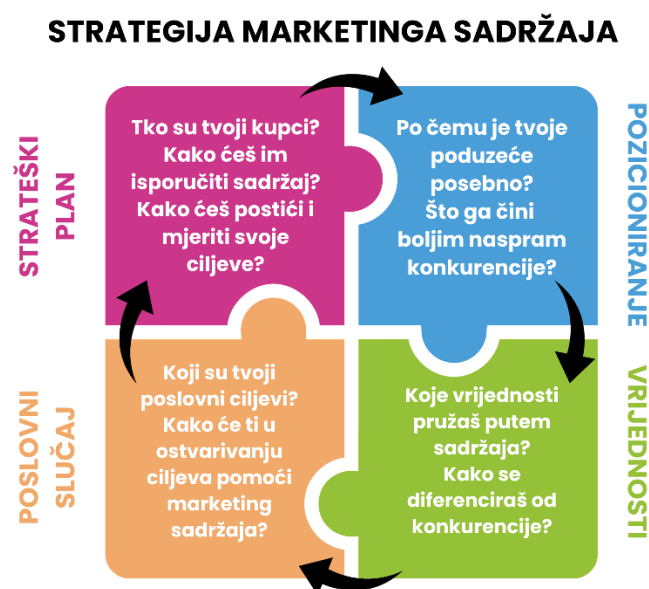 STRATEGIJA MARKETINGA SADRŽAJA
STRATEŠKI
PLAN
Tko su tvoji kupci?
Kako ćeš im
isporučiti sadržaj?
Kako ćeš postići i
mjeriti svoje
ciljeve?
Po čemu je tvoje
poduzeće
posebno?
Što ga čini
boljim naspram
konkurencije?
POZICIONIRANJE
POSLOVNI
SLUČAJ
Koji su tvoji
poslovni ciljevi?
Kako će ti u
ostvarivanju
ciljeva pomoći
marketing
sadržaja?
Koje vrijednosti
pružaš putem
sadržaja?
Kako se
diferenciraš od
konkurencije?
VRIJEDNOSTI